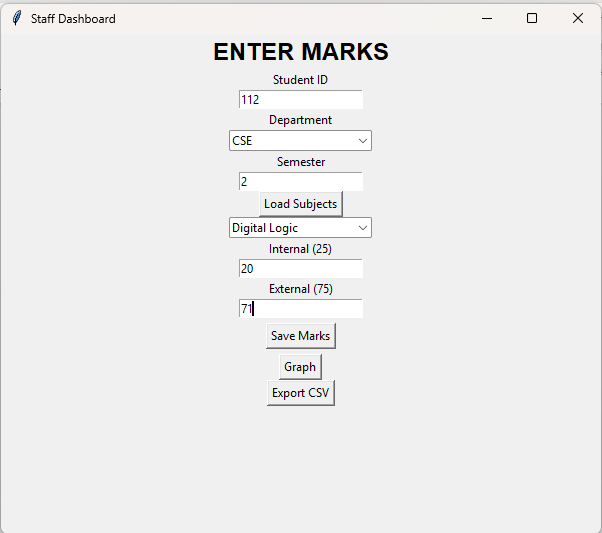 Staff Dashboard
ENTER MARKS
Student ID
112
Department
CSE
Semester
2
Load Subjects
Digital Logic
Internal (25)
20
External (75)
71
Save Marks
Graph
Export CSV